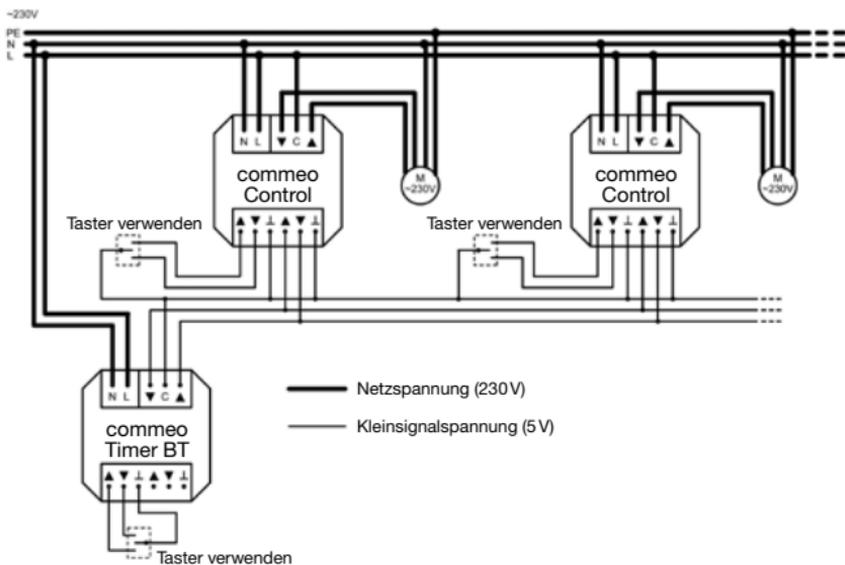 ~230V
PE
N
L
N L ▼ C ▲
N L ▼ C ▲
commeo
Control
M
~230V
commeo
Control
M
~230V
Taster verwenden
▲ ▼ ⊥ ▲ ▼ ⊥
Taster verwenden
▲ ▼ ⊥ ▲ ▼ ⊥
N L ▼ C ▲
commeo
Timer BT
▲ ▼ ⊥ ▲ ▼ ⊥
Taster verwenden
Netzspannung (230 V)
Kleinsignalspannung (5 V)